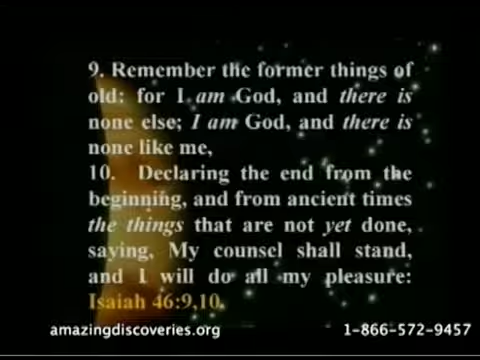 9. Remember the former things of
old: for I am God, and there is
none else; I am God, and there is
none like me,
10. Declaring the end from the
beginning, and from ancient times
the things that are not yet done,
saying, My counsel shall stand,
and I will do all my pleasure:
Isaiah 46:9,10.
amazingdiscoveries.org 1-866-572-9457